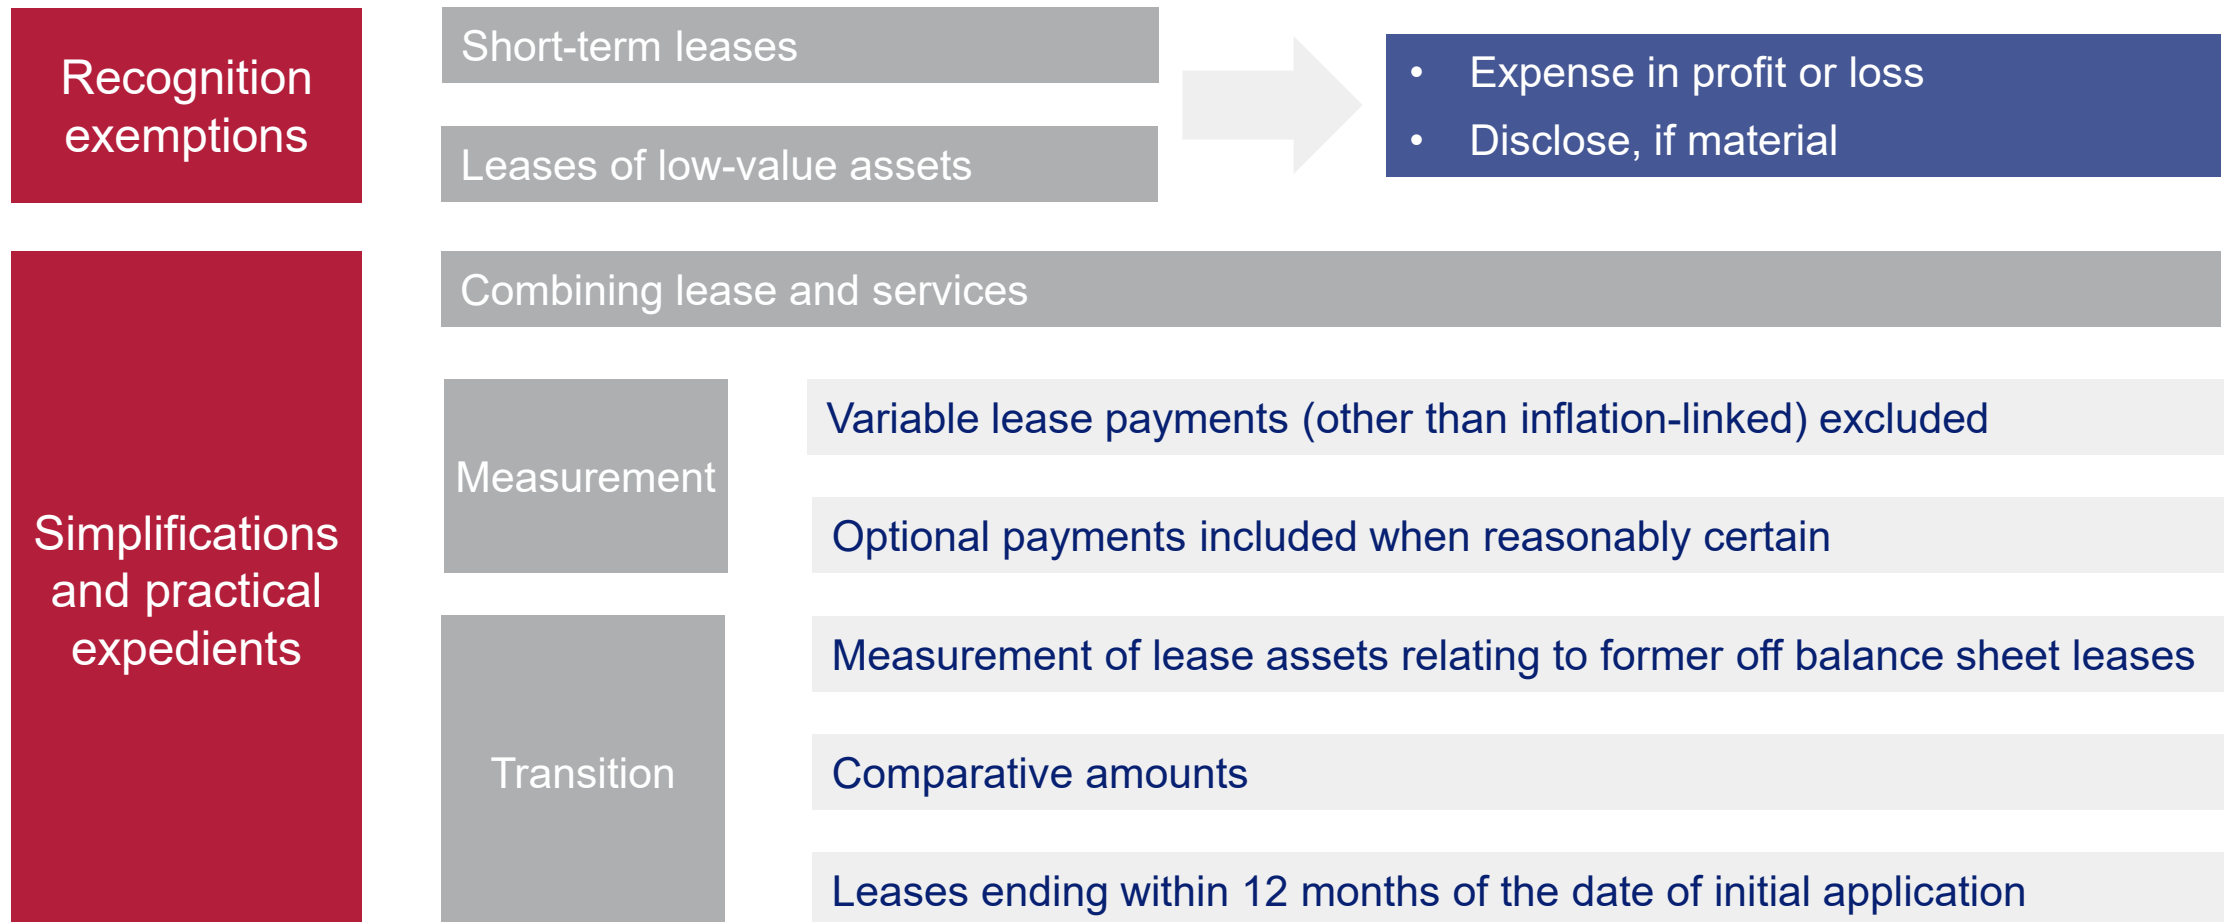 Recognition
exemptions
Short-term leases
Leases of low-value assets
• Expense in profit or loss
• Disclose, if material
Simplifications
and practical
expedients
Combining lease and services
Measurement
Variable lease payments (other than inflation-linked) excluded
Optional payments included when reasonably certain
Transition
Measurement of lease assets relating to former off balance sheet leases
Comparative amounts
Leases ending within 12 months of the date of initial application